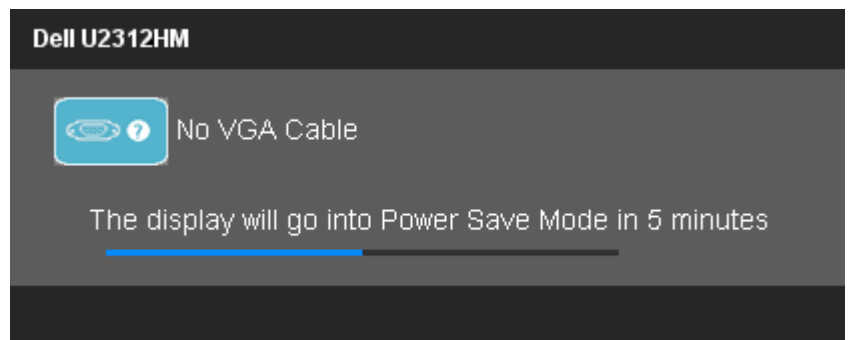 Dell U2312HM
? No VGA Cable
The display will go into Power Save Mode in 5 minutes